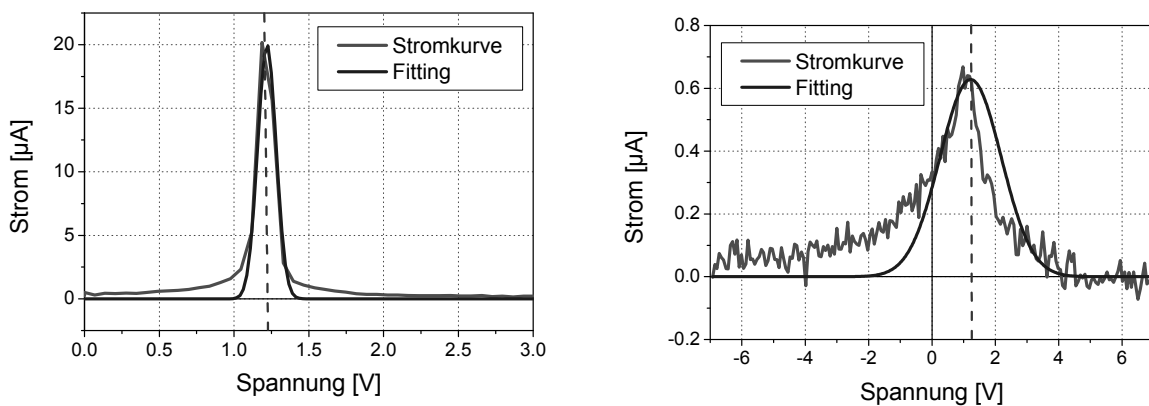 Stromkurve
Fitting
20
15
10
5
0
Strom [µA]
0.0 0.5 1.0 1.5 2.0 2.5 3.0
Spannung [V]
Stromkurve
Fitting
0.8
0.6
0.4
0.2
0.0
-0.2
Strom [µA]
-6 -4 -2 0 2 4 6
Spannung [V]